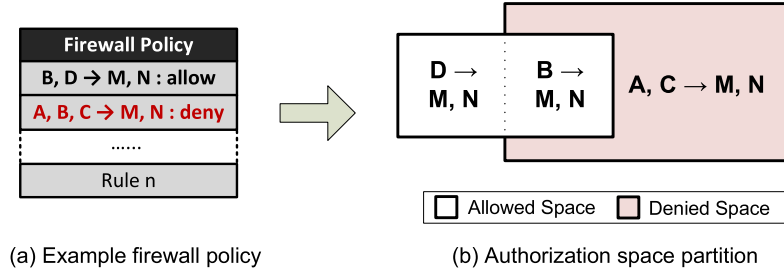 Firewall Policy
B, D → M, N : allow
A, B, C → M, N : deny
......
Rule n
(a) Example firewall policy
D →
M, N
B →
M, N
A, C → M, N
Allowed Space
Denied Space
(b) Authorization space partition